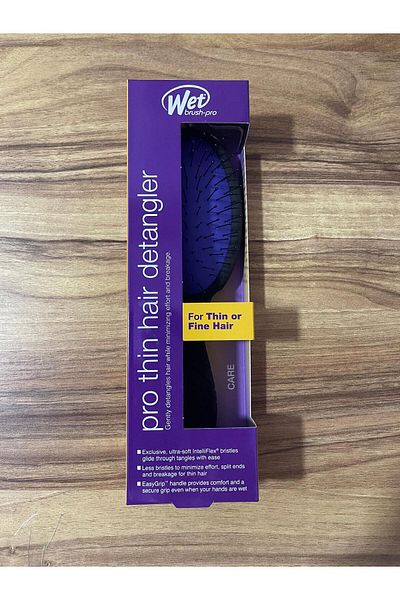 Wet®
brush-pro
pro thin hair detangler
Gently detangles hair while minimizing effort and breakage.
For Thin or
Fine Hair
CARE
Exclusive, ultra-soft IntelliFlex® bristles
glide through tangles with ease
Less bristles to minimize effort, split ends
and breakage for thin hair
EasyGrip™ handle provides comfort and a
secure grip even when your hands are wet